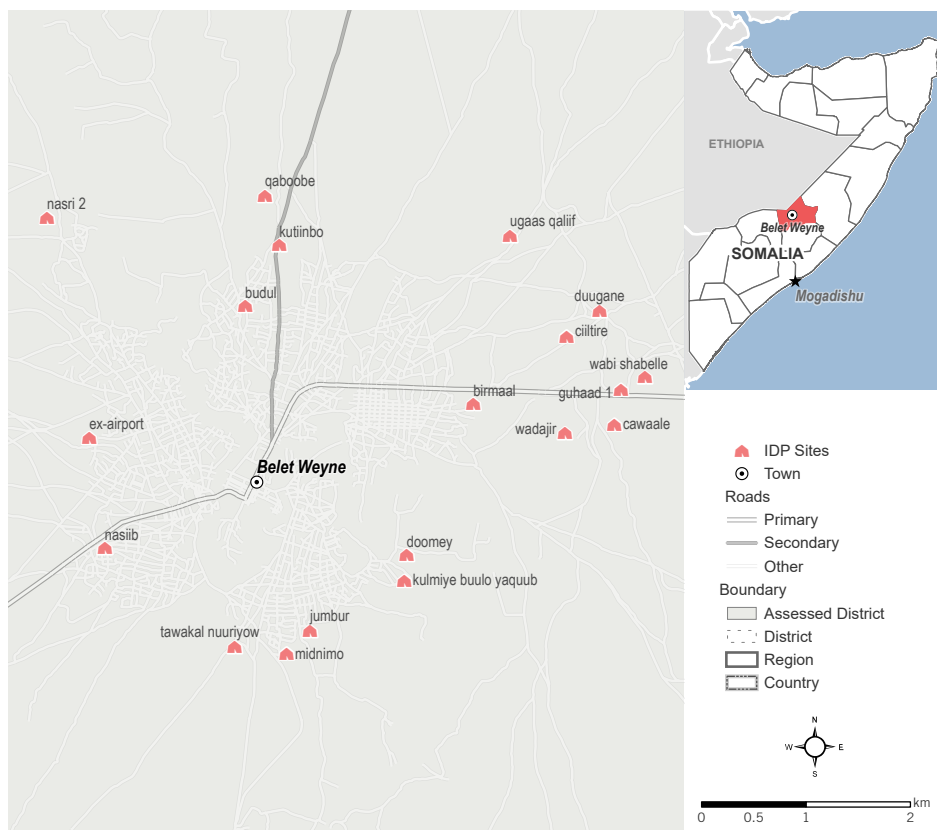 qaboobe
nasri 2
kutiinbo
ugaas qaliif
budul
duugane
ciiltire
wabi shabelle
birmaal
guhaad 1
ex-airport
wadajir
cawaale
Belet Weyne
nasiib
doomey
kulmiye buulo yaquub
jumbur
tawakal nuuriyow
midnimo
ETHIOPIA
Belet Weyne
SOMALIA
Mogadishu
IDP Sites
Town
Roads
Primary
Secondary
Other
Boundary
Assessed District
District
Region
Country
N
W
E
S
km
0 0.5 1 2